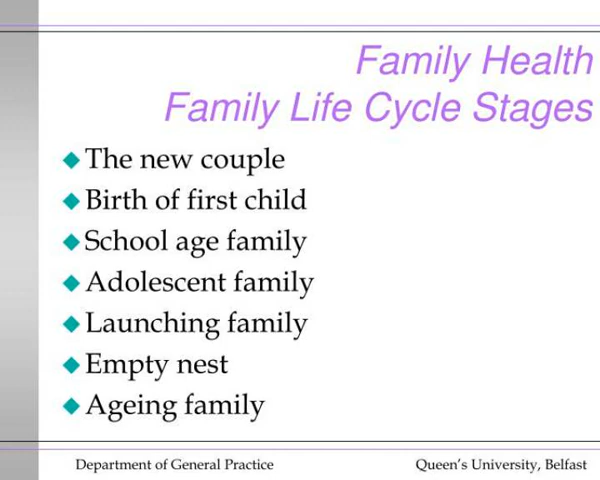 Family Health
Family Life Cycle Stages
The new couple
Birth of first child
School age family
Adolescent family
Launching family
Empty nest
Ageing family
Department of General Practice
Queen's University, Belfast